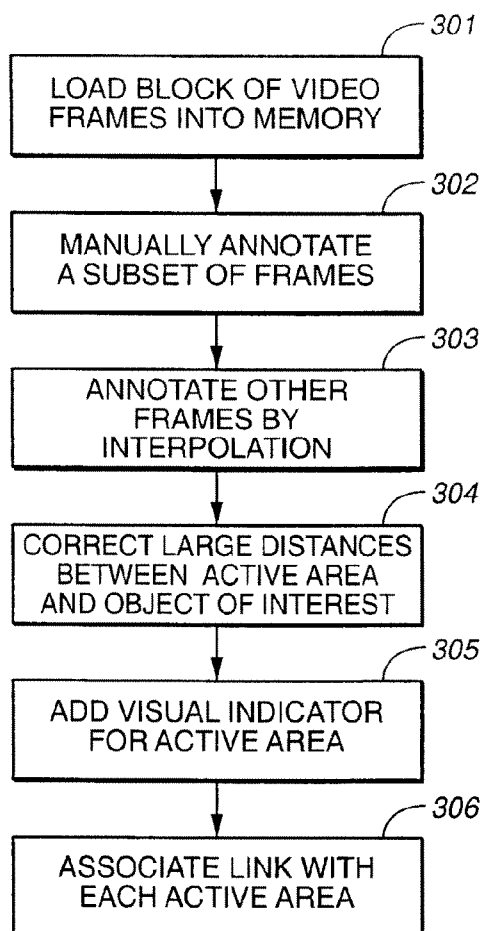 301
LOAD BLOCK OF VIDEO
FRAMES INTO MEMORY
302
MANUALLY ANNOTATE
A SUBSET OF FRAMES
303
ANNOTATE OTHER
FRAMES BY
INTERPOLATION
304
CORRECT LARGE DISTANCES
BETWEEN ACTIVE AREA
AND OBJECT OF INTEREST
305
ADD VISUAL INDICATOR
FOR ACTIVE AREA
306
ASSOCIATE LINK WITH
EACH ACTIVE AREA